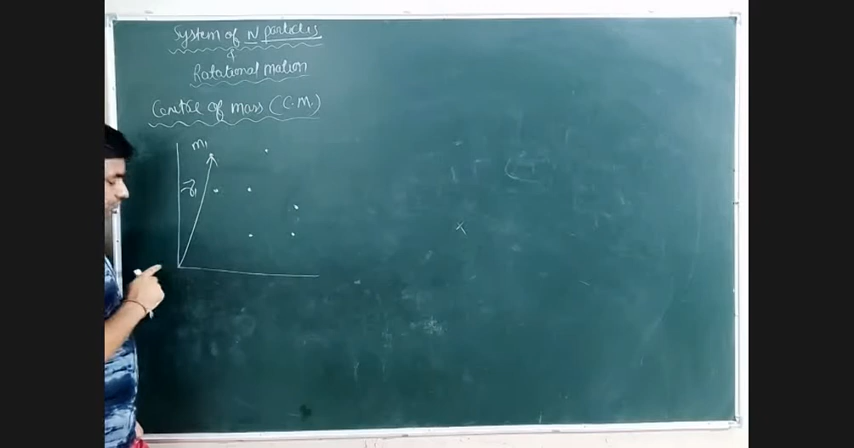 System of N particles
&
Rotational Motion
Centre of mass (C.M.)
m₁
r₁
x